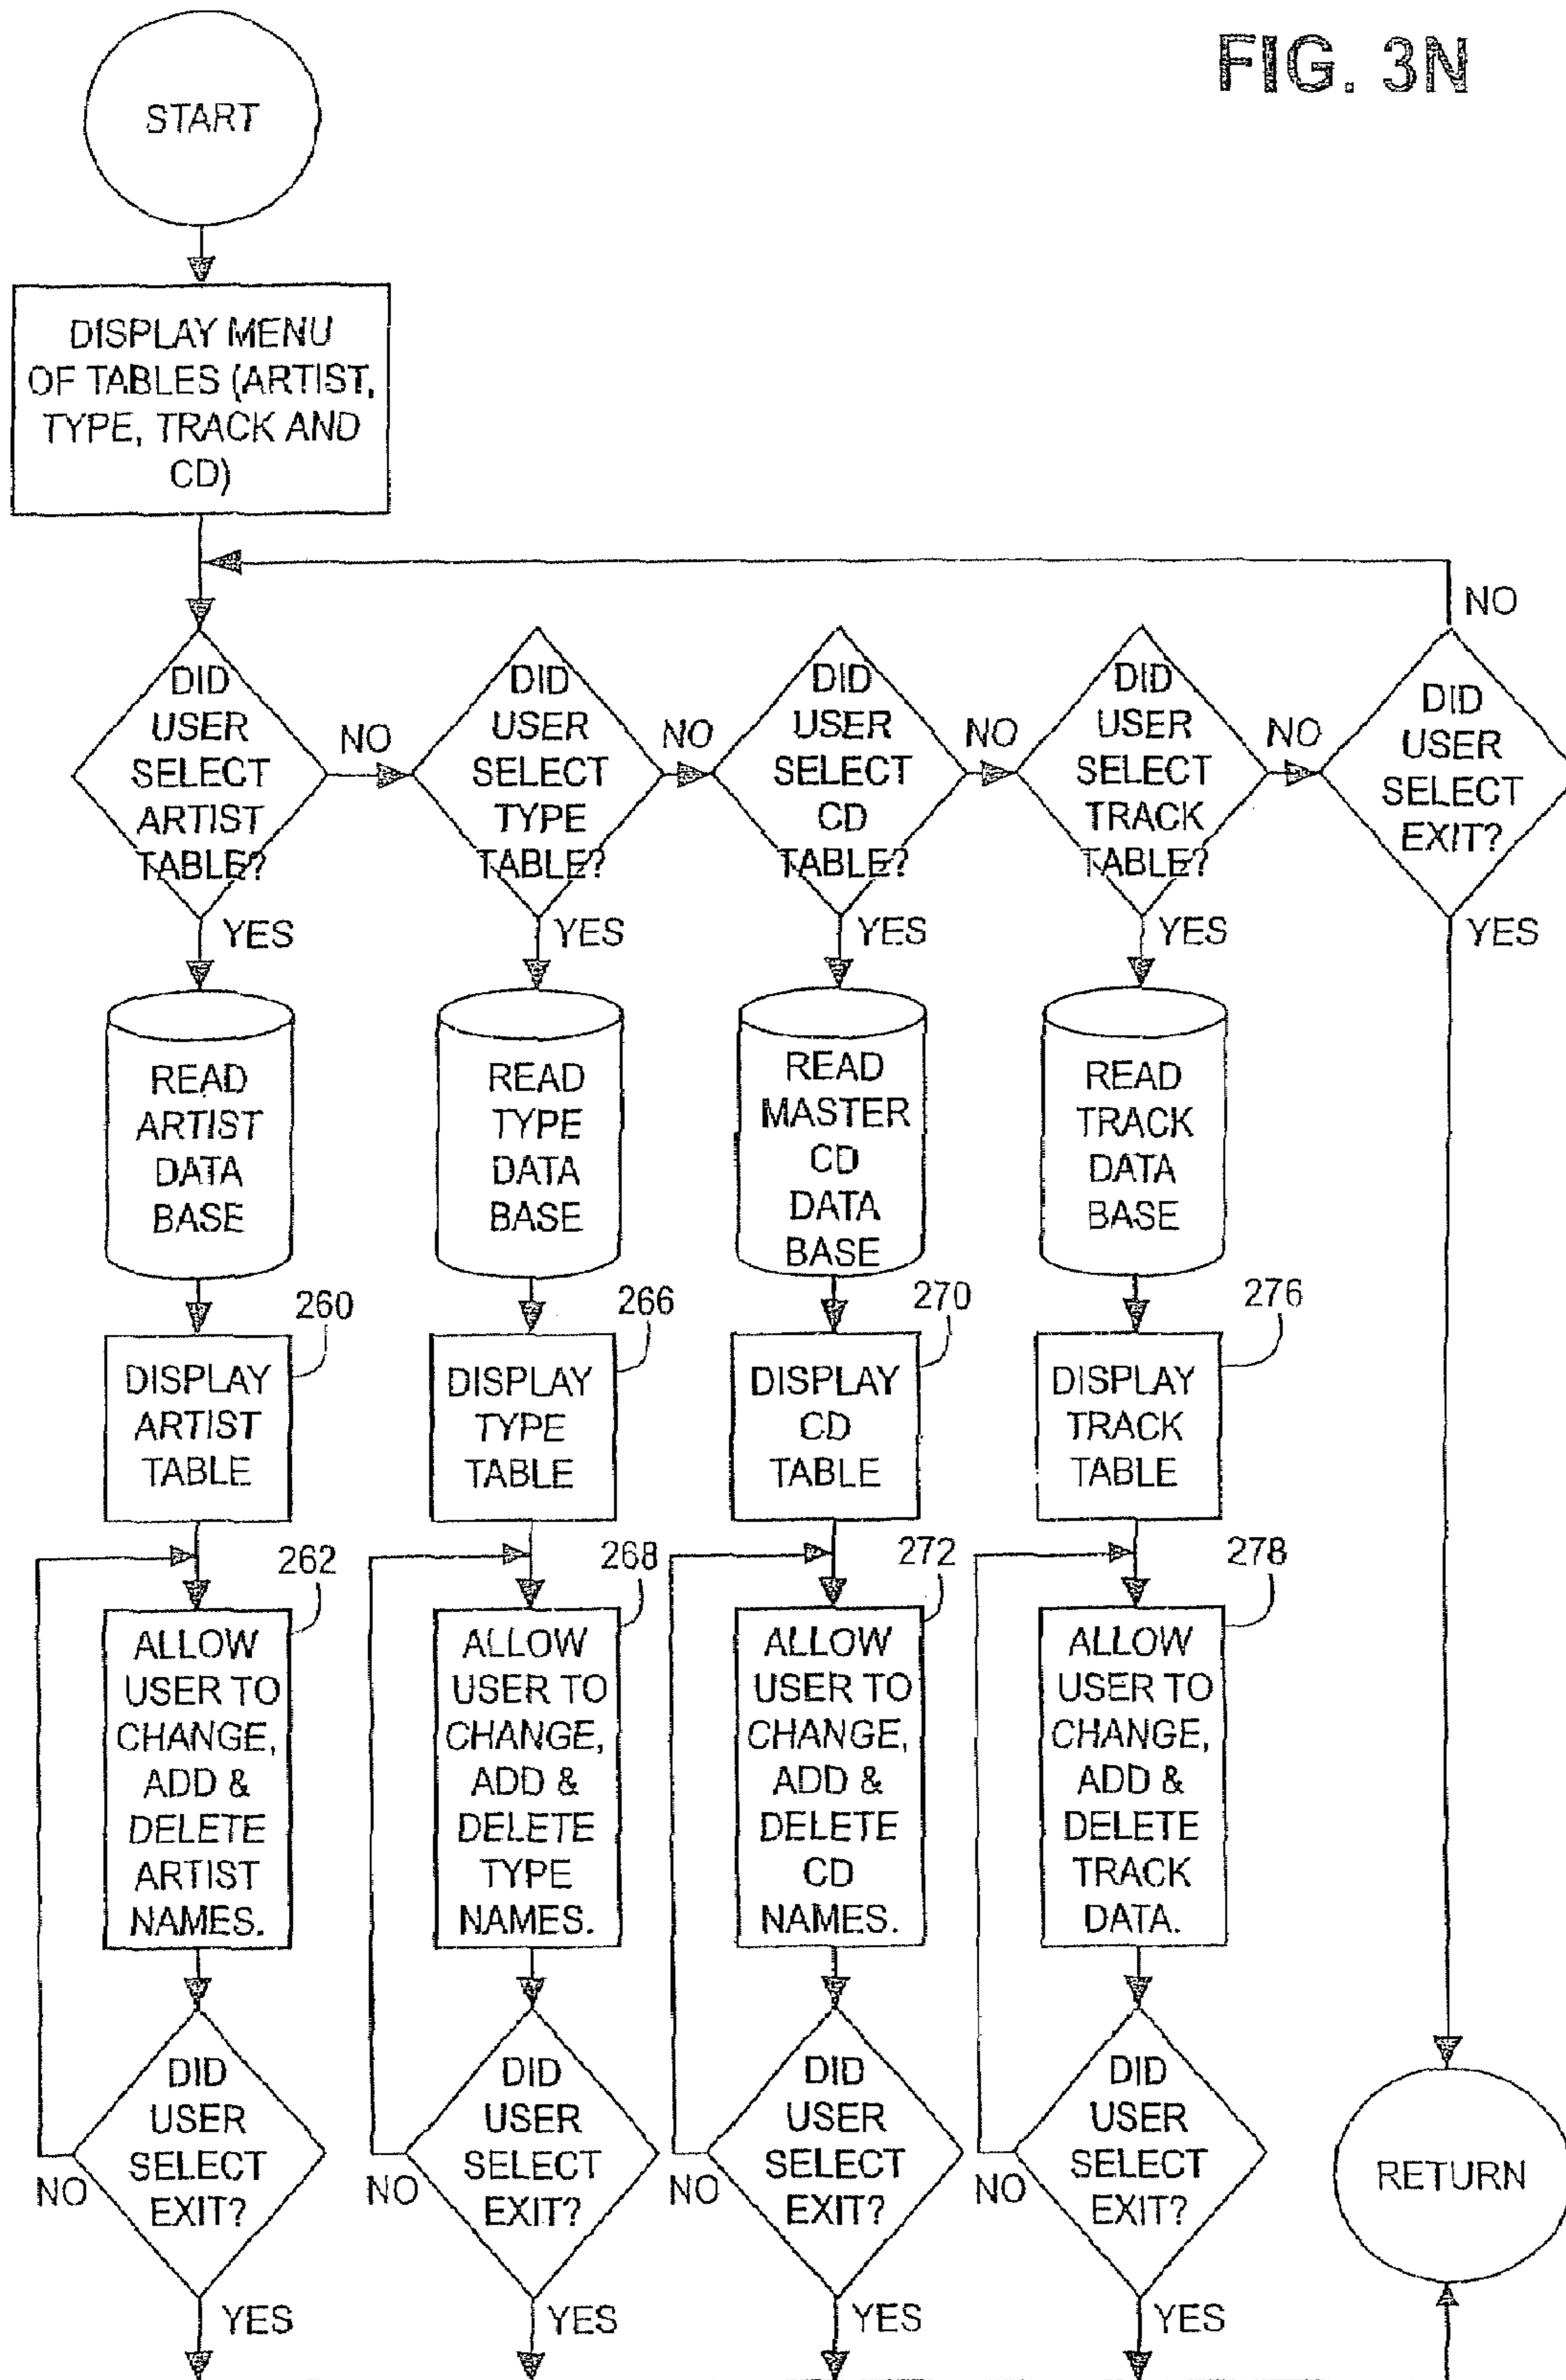 FIG. 3N
START
DISPLAY MENU
OF TABLES (ARTIST,
TYPE, TRACK AND
CD)
NO
DID
USER
SELECT
ARTIST
TABLE?
NO
DID
USER
SELECT
TYPE
TABLE?
NO
DID
USER
SELECT
CD
TABLE?
NO
DID
USER
SELECT
TRACK
TABLE?
NO
DID
USER
SELECT
EXIT?
YES
YES
YES
YES
YES
READ
ARTIST
DATA
BASE
READ
TYPE
DATA
BASE
READ
MASTER
CD
DATA
BASE
READ
TRACK
DATA
BASE
260
266
270
276
DISPLAY
ARTIST
TABLE
DISPLAY
TYPE
TABLE
DISPLAY
CD
TABLE
DISPLAY
TRACK
TABLE
262
268
272
278
ALLOW
USER TO
CHANGE,
ADD &
DELETE
ARTIST
NAMES.
ALLOW
USER TO
CHANGE,
ADD &
DELETE
TYPE
NAMES.
ALLOW
USER TO
CHANGE,
ADD &
DELETE
CD
NAMES.
ALLOW
USER TO
CHANGE,
ADD &
DELETE
TRACK
DATA.
DID
USER
SELECT
EXIT?
NO
DID
USER
SELECT
EXIT?
NO
DID
USER
SELECT
EXIT?
NO
DID
USER
SELECT
EXIT?
NO
RETURN
YES
YES
YES
YES